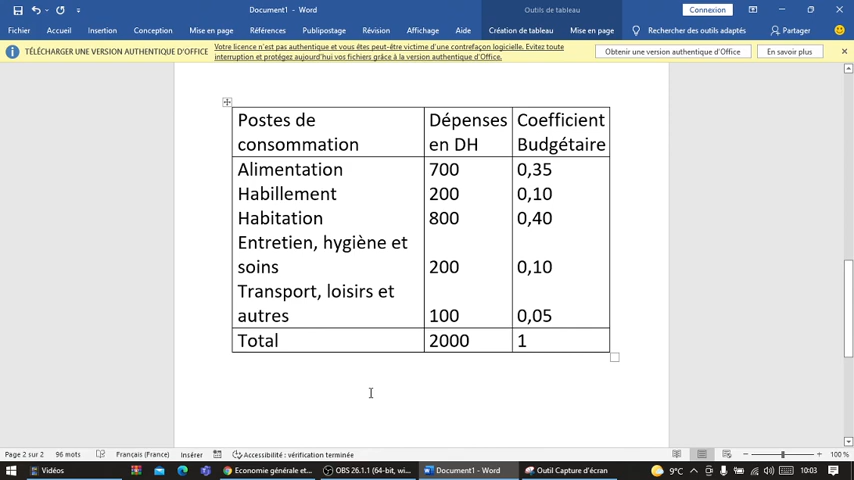 Document1 - Word
Outils de tableau
Connexion
Fichier Accueil Insertion Conception Mise en page Références Publipostage Révision Affichage Aide Création de tableau Mise en page Rechercher des outils adaptés Partager
TÉLÉCHARGER UNE VERSION AUTHENTIQUE D'OFFICE
Votre licence n'est pas authentique et vous êtes peut-être victime d'une contrefaçon logicielle. Evitez toute
interruption et protégez aujourd'hui vos fichiers grâce à la version authentique d'Office.
Obtenir une version authentique d'Office
En savoir plus
Postes de Dépenses Coefficient
consommation en DH Budgétaire
Alimentation 700 0,35
Habillement 200 0,10
Habitation 800 0,40
Entretien, hygiène et
soins 200 0,10
Transport, loisirs et
autres 100 0,05
Total 2000 1
Page 2 sur 2 96 mots Français (France) Insérer Accessibilité : vérification terminée 100 %
Vidéos Economie générale et... OBS 26.1.1 (64-bit, wi... Document1 - Word Outil Capture d'écran 9°C 10:03